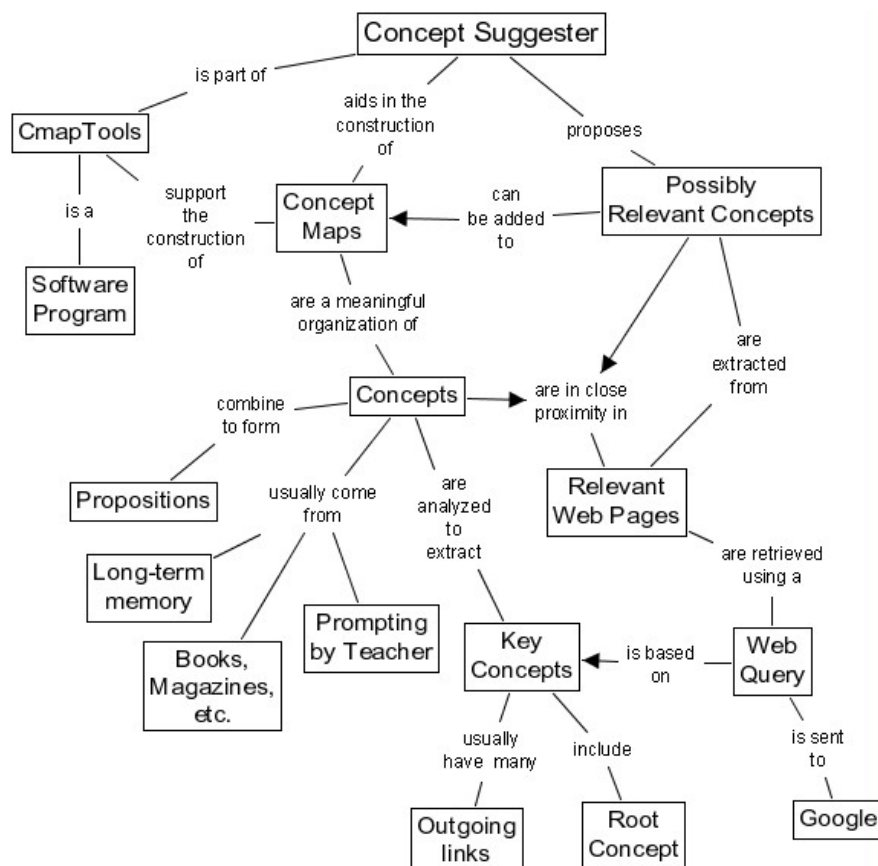 Concept Suggester
is part of
aids in the
construction
of
proposes
CmapTools
is a
support
the
construction
of
Concept
Maps
can
be added
to
Possibly
Relevant Concepts
Software
Program
are a meaningful
organization of
are
extracted
from
Concepts
are in close
proximity in
combine
to form
Propositions
usually come
from
are
analyzed
to
extract
Relevant
Web Pages
are retrieved
using a
Long-term
memory
Books,
Magazines,
etc.
Prompting
by Teacher
Key
Concepts
is based
on
Web
Query
usually
have many
include
is sent
to
Outgoing
links
Root
Concept
Google